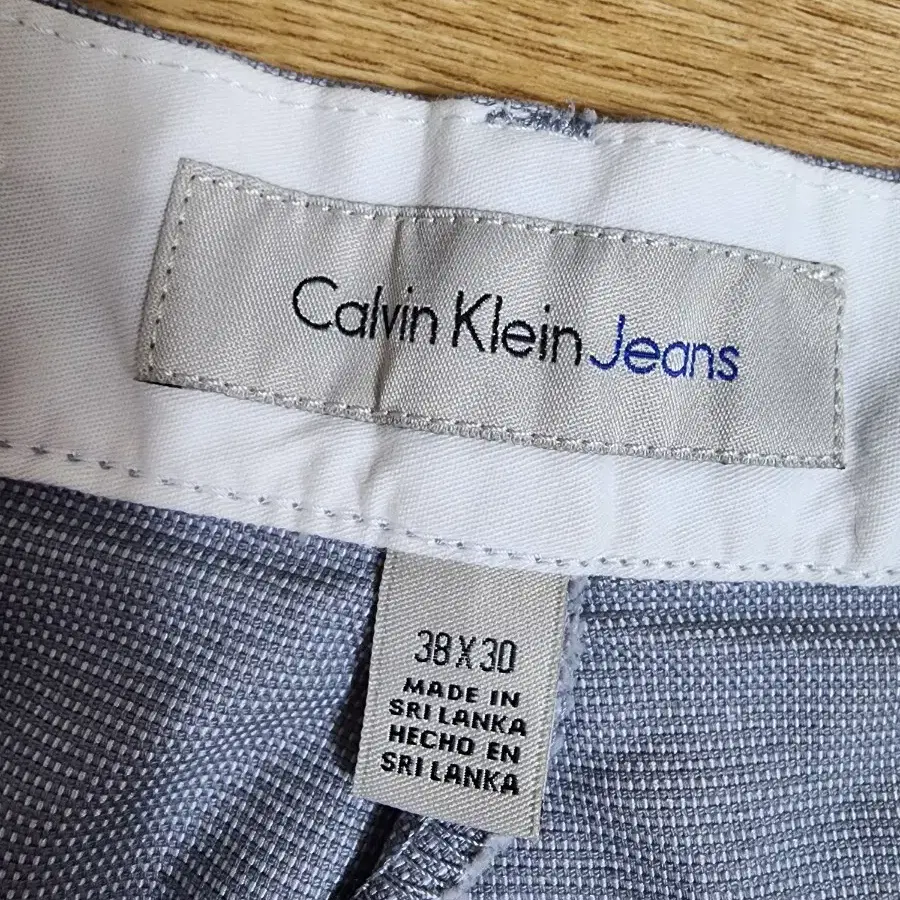 Calvin Klein Jeans
38 X 30
MADE IN
SRI LANKA
HECHO EN
SRI LANKA